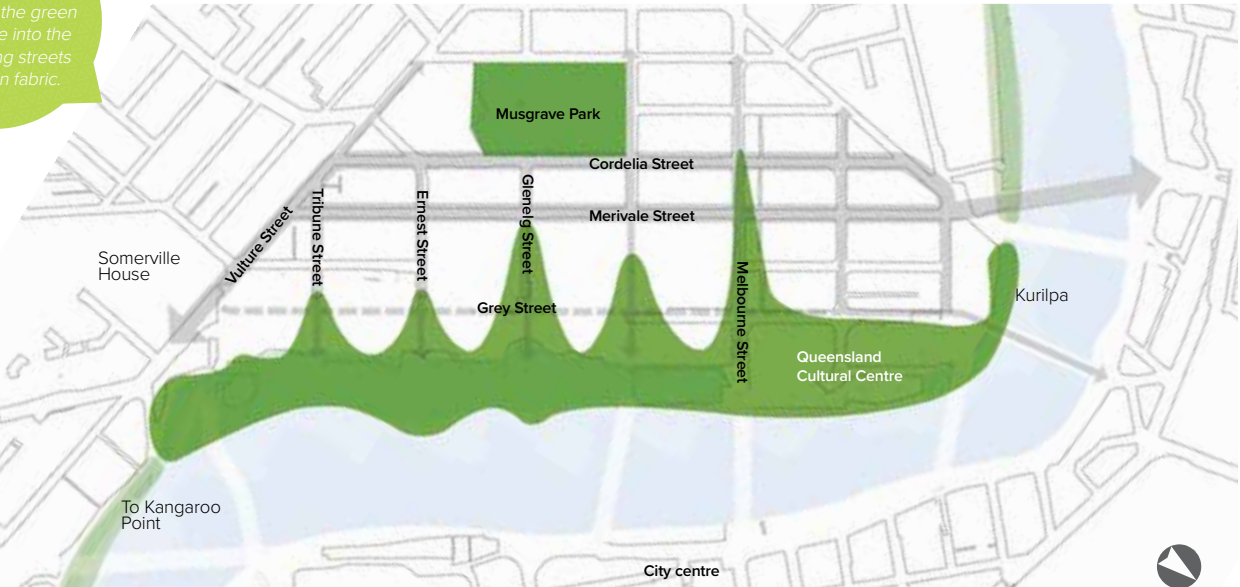 the green
e into the
ng streets
n fabric.
Musgrave Park
Cordelia Street
Merivale Street
Tribune Street
Ernest Street
Glenelg Street
Vulture Street
Somerville
House
Grey Street
Melbourne Street
Kurilpa
Queensland
Cultural Centre
To Kangaroo
Point
City centre